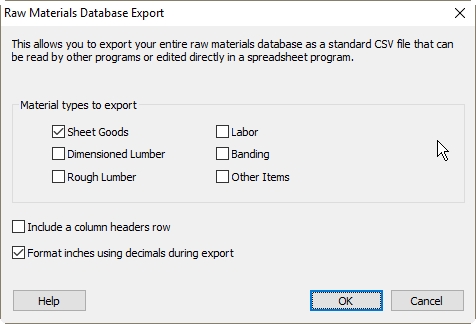 Raw Materials Database Export
This allows you to export your entire raw materials database as a standard CSV file that can
be read by other programs or edited directly in a spreadsheet program.
Material types to export
Sheet Goods
Labor
Dimensioned Lumber
Banding
Rough Lumber
Other Items
Include a column headers row
Format inches using decimals during export
Help
OK
Cancel